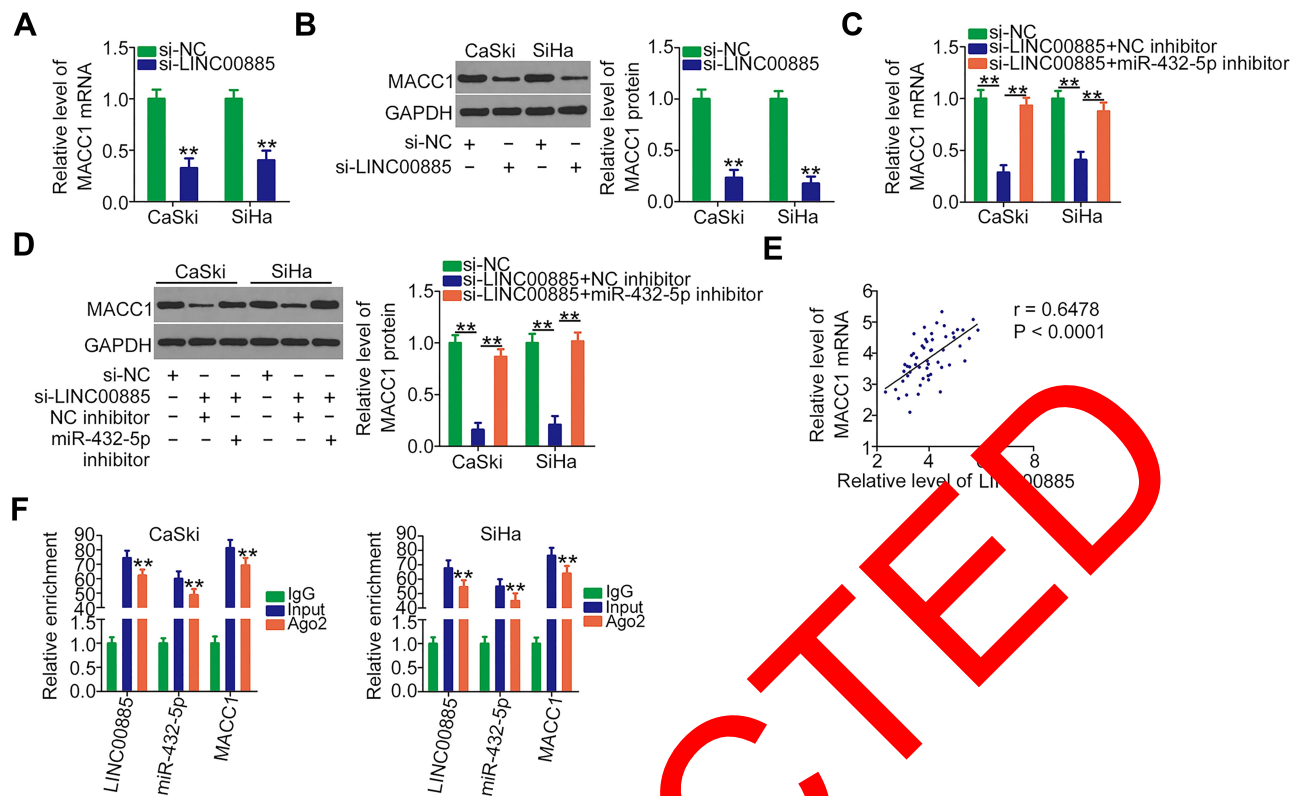 A
Relative level of
MACC1 mRNA
1.5
1.0
0.5
0.0
si-NC
si-LINC00885
**
**
CaSki
SiHa
B
CaSki SiHa
MACC1
GAPDH
si-NC + – + –
si-LINC00885 – + – +
Relative level of
MACC1 protein
1.5
1.0
0.5
0.0
si-NC
si-LINC00885
**
**
CaSki
SiHa
C
si-NC
si-LINC00885+NC inhibitor
si-LINC00885+miR-432-5p inhibitor
Relative level of
MACC1 mRNA
1.5
1.0
0.5
0.0
** **
** **
CaSki
SiHa
D
CaSki SiHa
MACC1
GAPDH
si-NC + – – + – –
si-LINC00885 – + + – + +
NC inhibitor – + – – + –
miR-432-5p – – + – – +
inhibitor
si-NC
si-LINC00885+NC inhibitor
si-LINC00885+miR-432-5p inhibitor
Relative level of
MACC1 protein
1.5
1.0
0.5
0.0
** **
** **
CaSki
SiHa
E
Relative level of
MACC1 mRNA
6
5
4
3
2
1
r = 0.6478
P < 0.0001
2 4 8
Relative level of LINC00885
F
CaSki
Relative enrichment
90
80
70
60
50
40
1.5
1.0
0.5
0.0
** ** **
LINC00885
miR-432-5p
MACC1
IgG
Input
Ago2
SiHa
Relative enrichment
90
80
70
60
50
40
1.5
1.0
0.5
0.0
** ** **
LINC00885
miR-432-5p
MACC1
IgG
Input
Ago2
CTED